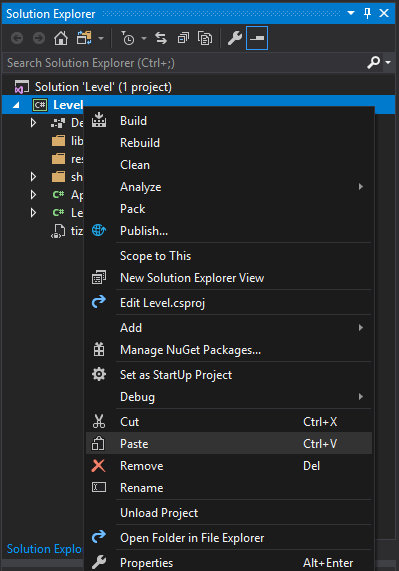 Solution Explorer
Search Solution Explorer (Ctrl+;)
Solution 'Level' (1 project)
C# Level
De
lib
res
sh
C# Ap
C# Le
tiz
Build
Rebuild
Clean
Analyze
Pack
Publish...
Scope to This
New Solution Explorer View
Edit Level.csproj
Add
Manage NuGet Packages...
Set as StartUp Project
Debug
Cut Ctrl+X
Paste Ctrl+V
Remove Del
Rename
Unload Project
Open Folder in File Explorer
Solution Explo
Properties Alt+Enter